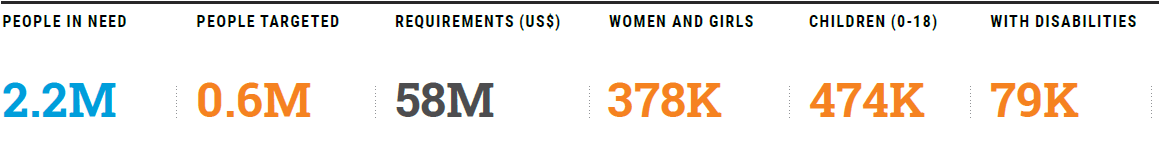 PEOPLE IN NEED PEOPLE TARGETED REQUIREMENTS (US$) WOMEN AND GIRLS CHILDREN (0-18) WITH DISABILITIES
2.2M 0.6M 58M 378K 474K 79K